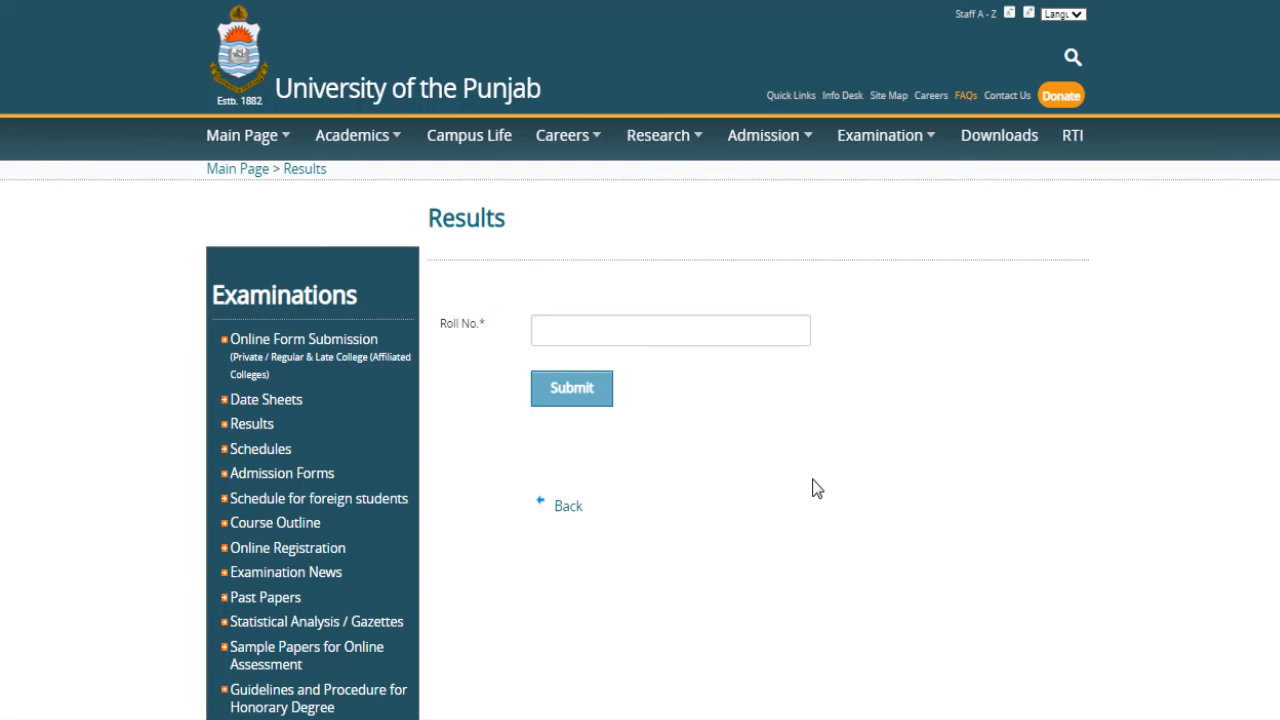 Staff A - Z
Estb. 1882
University of the Punjab
Quick Links Info Desk Site Map Careers FAQs Contact Us Donate
Main Page Academics Campus Life Careers Research Admission Examination Downloads RTI
Main Page > Results
Results
Examinations
Online Form Submission
(Private / Regular & Late College (Affiliated
Colleges)
Date Sheets
Results
Schedules
Admission Forms
Schedule for foreign students
Course Outline
Online Registration
Examination News
Past Papers
Statistical Analysis / Gazettes
Sample Papers for Online
Assessment
Guidelines and Procedure for
Honorary Degree
Roll No.*
Submit
Back